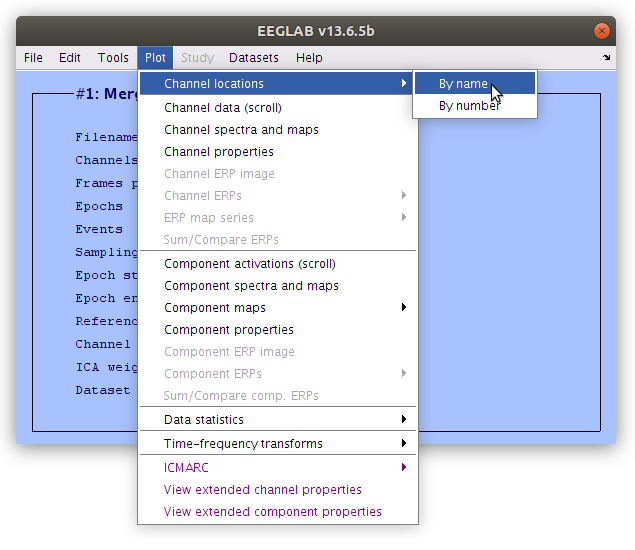 EEGLAB v13.6.5b
File Edit Tools Plot Study Datasets Help
#1: Merg
Filename
Channels
Frames p
Epochs
Events
Sampling
Epoch st
Epoch en
Referenc
Channel
ICA weig
Dataset
Channel locations
Channel data (scroll)
Channel spectra and maps
Channel properties
Channel ERP image
Channel ERPs
ERP map series
Sum/Compare ERPs
Component activations (scroll)
Component spectra and maps
Component maps
Component properties
Component ERP image
Component ERPs
Sum/Compare comp. ERPs
Data statistics
Time-frequency transforms
ICMARC
View extended channel properties
View extended component properties
By name
By number